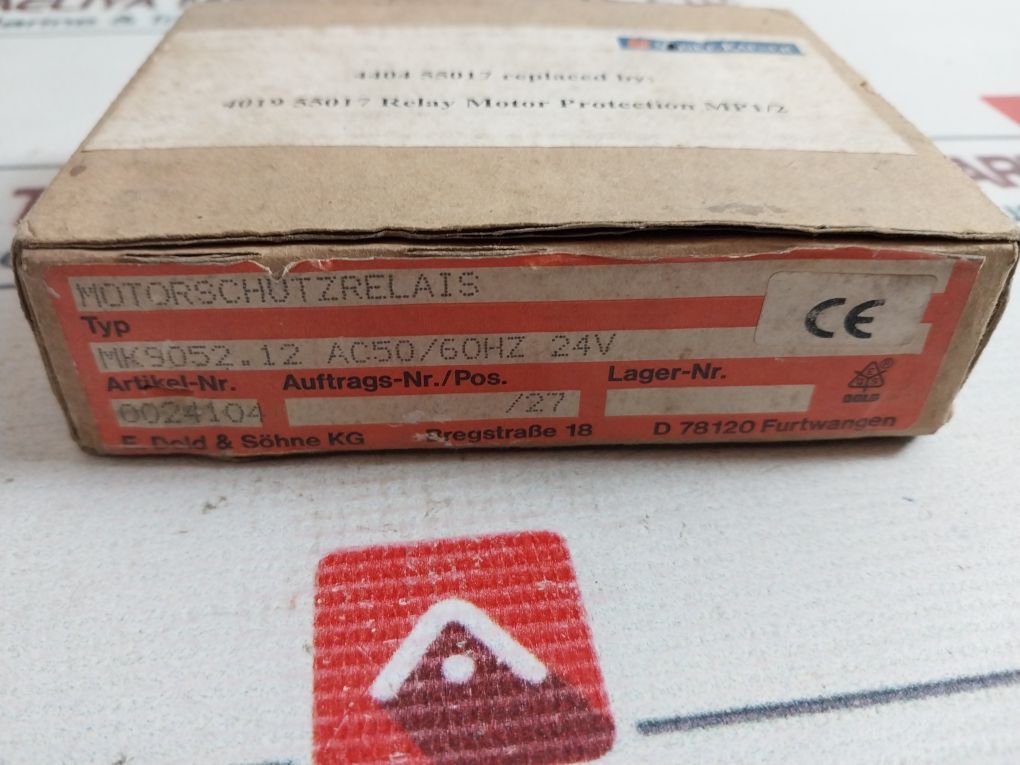 4404 55017 replaced by:
4019 55017 Relay Motor Protection MP1/2
MOTORSCHUTZRELAIS
Typ
MK9052.12 AC50/60HZ 24V
CE
Artikel-Nr. Auftrags-Nr./Pos. Lager-Nr.
0024104 /27
DOLD
E. Dold & Söhne KG Bregstraße 18 D 78120 Furtwangen